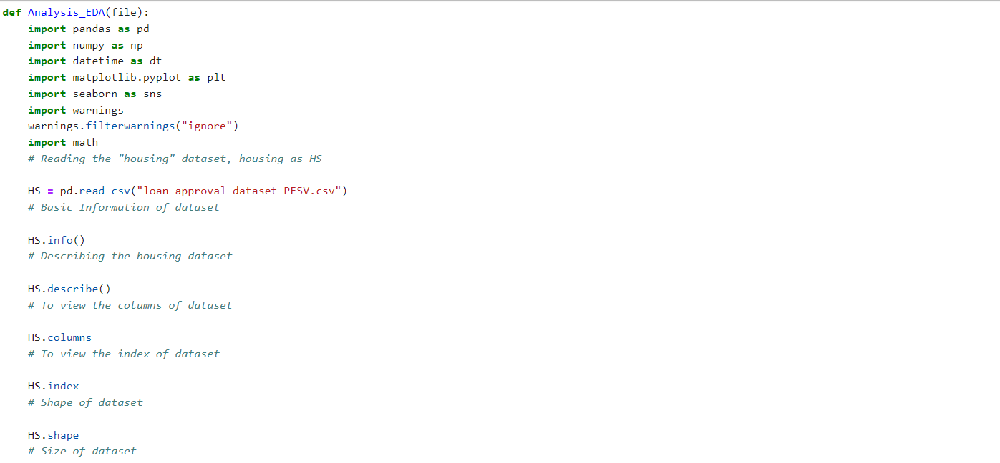 def Analysis_EDA(file):
    import pandas as pd
    import numpy as np
    import datetime as dt
    import matplotlib.pyplot as plt
    import seaborn as sns
    import warnings
    warnings.filterwarnings("ignore")
    import math
    # Reading the "housing" dataset, housing as HS
    HS = pd.read_csv("loan_approval_dataset_PESV.csv")
    # Basic Information of dataset
    HS.info()
    # Describing the housing dataset
    HS.describe()
    # To view the columns of dataset
    HS.columns
    # To view the index of dataset
    HS.index
    # Shape of dataset
    HS.shape
    # Size of dataset